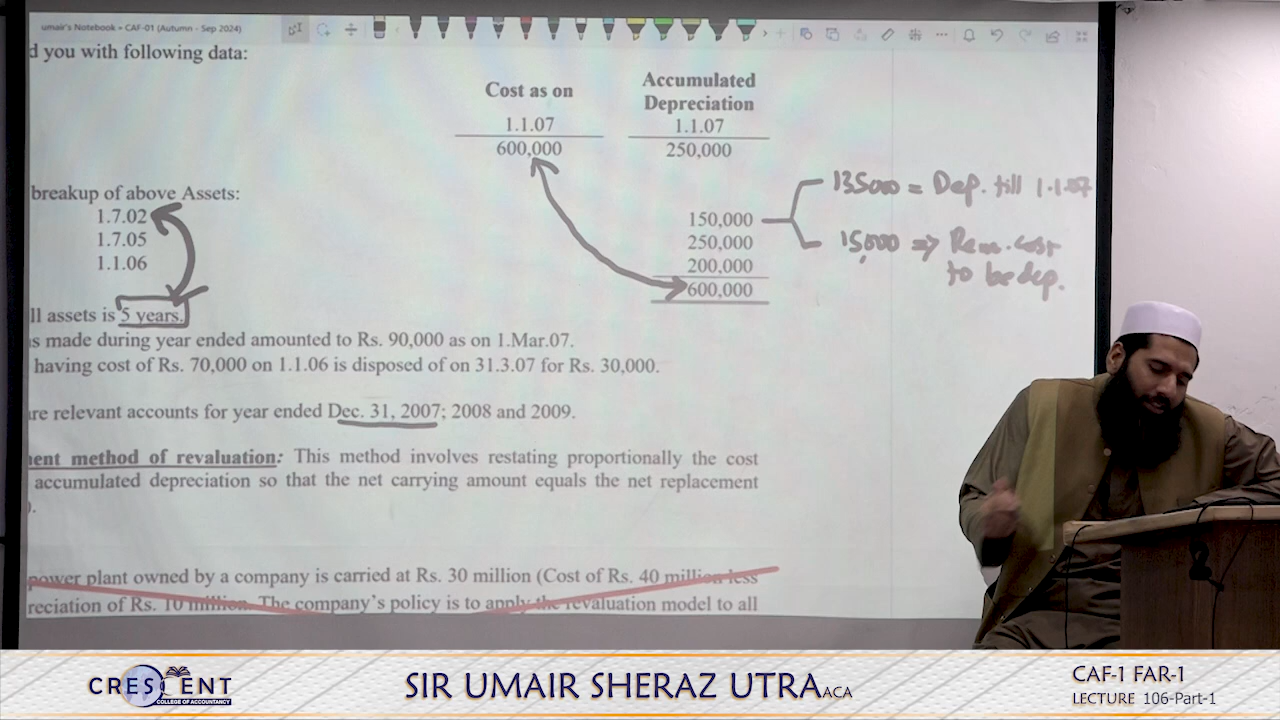 umair's Notebook » CAF-01 (Autumn - Sep 2024)
d you with following data:
Cost as on
Accumulated
Depreciation
1.1.07
1.1.07
600,000
250,000
breakup of above Assets:
1.7.02
150,000
1.7.05
250,000
1.1.06
200,000
600,000
135000 = Dep. till 1.1.07
15,000 ⇒ Rem. cost
to be dep.
ll assets is 5 years.
s made during year ended amounted to Rs. 90,000 as on 1.Mar.07.
having cost of Rs. 70,000 on 1.1.06 is disposed of on 31.3.07 for Rs. 30,000.
re relevant accounts for year ended Dec. 31, 2007; 2008 and 2009.
ent method of revaluation: This method involves restating proportionally the cost
accumulated depreciation so that the net carrying amount equals the net replacement
).
power plant owned by a company is carried at Rs. 30 million (Cost of Rs. 40 million less
reciation of Rs. 10 million. The company's policy is to apply the revaluation model to all
CRESCENT
COLLEGE OF ACCOUNTANCY
SIR UMAIR SHERAZ UTRA ACA
CAF-1 FAR-1
LECTURE 106-Part-1